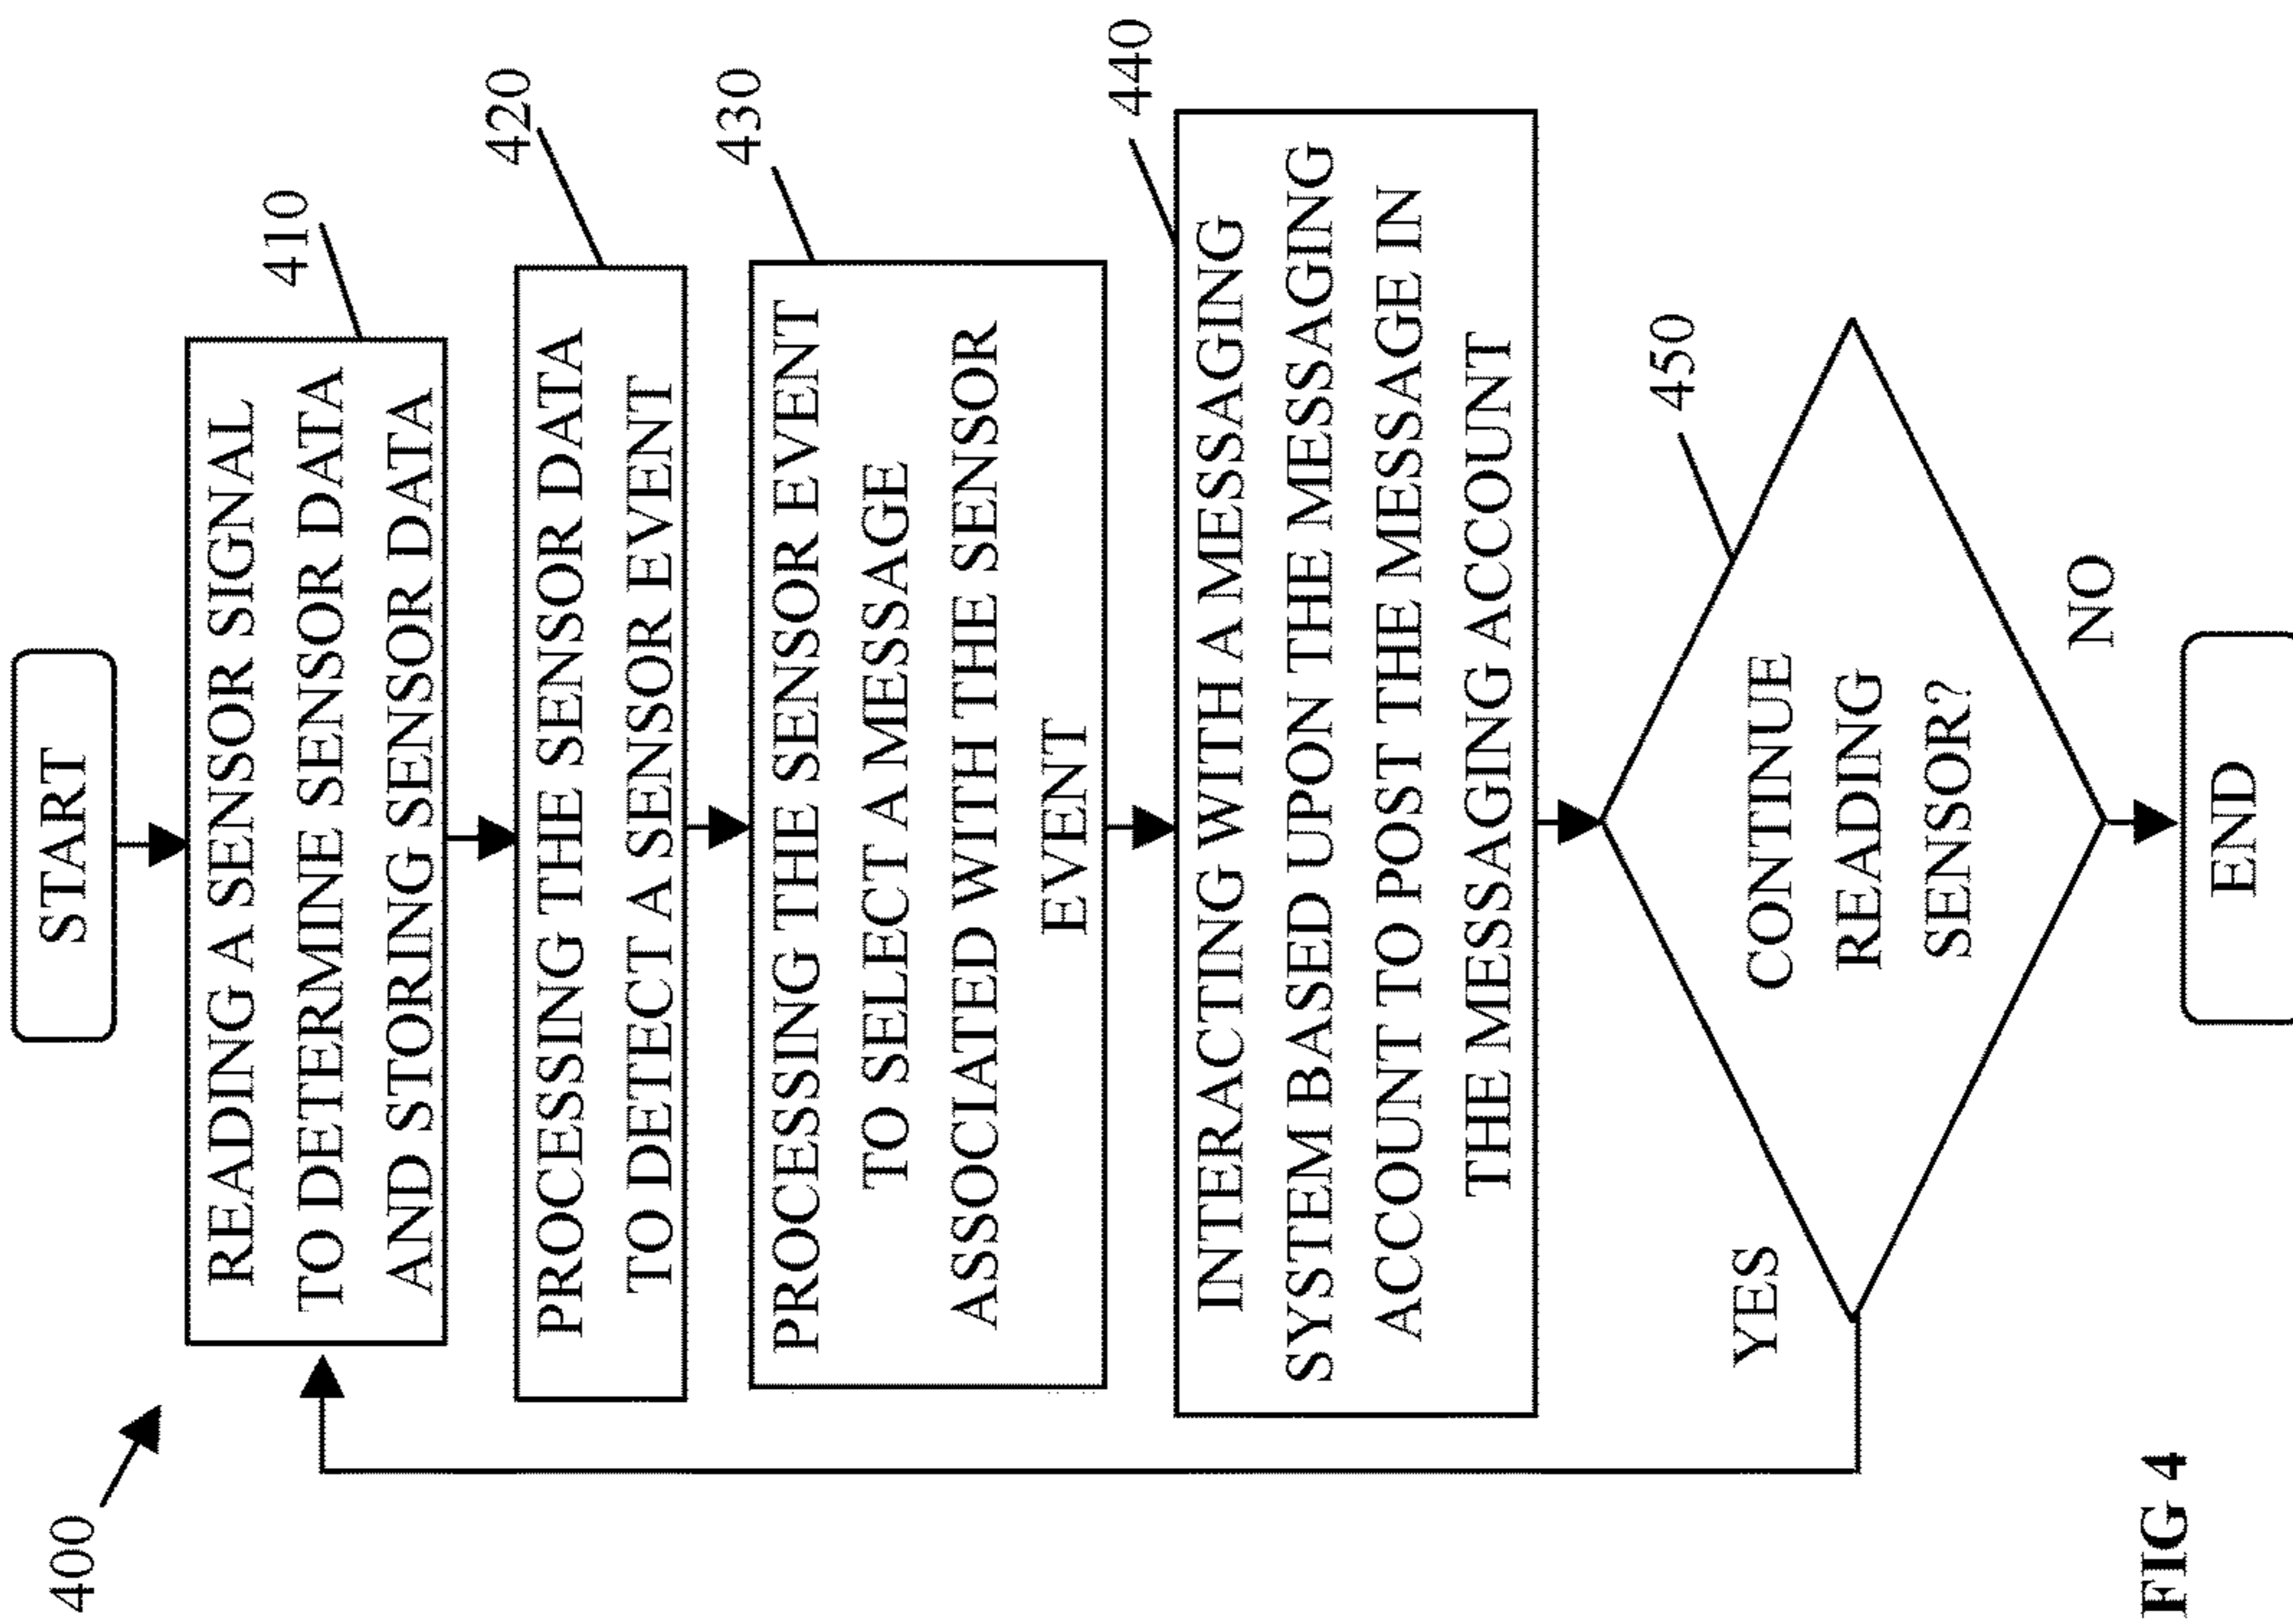 400
START
READING A SENSOR SIGNAL
TO DETERMINE SENSOR DATA
AND STORING SENSOR DATA
410
PROCESSING THE SENSOR DATA
TO DETECT A SENSOR EVENT
420
PROCESSING THE SENSOR EVENT
TO SELECT A MESSAGE
ASSOCIATED WITH THE SENSOR
EVENT
430
INTERACTING WITH A MESSAGING
SYSTEM BASED UPON THE MESSAGING
ACCOUNT TO POST THE MESSAGE IN
THE MESSAGING ACCOUNT
440
YES
CONTINUE
READING
SENSOR?
450
NO
END
FIG 4